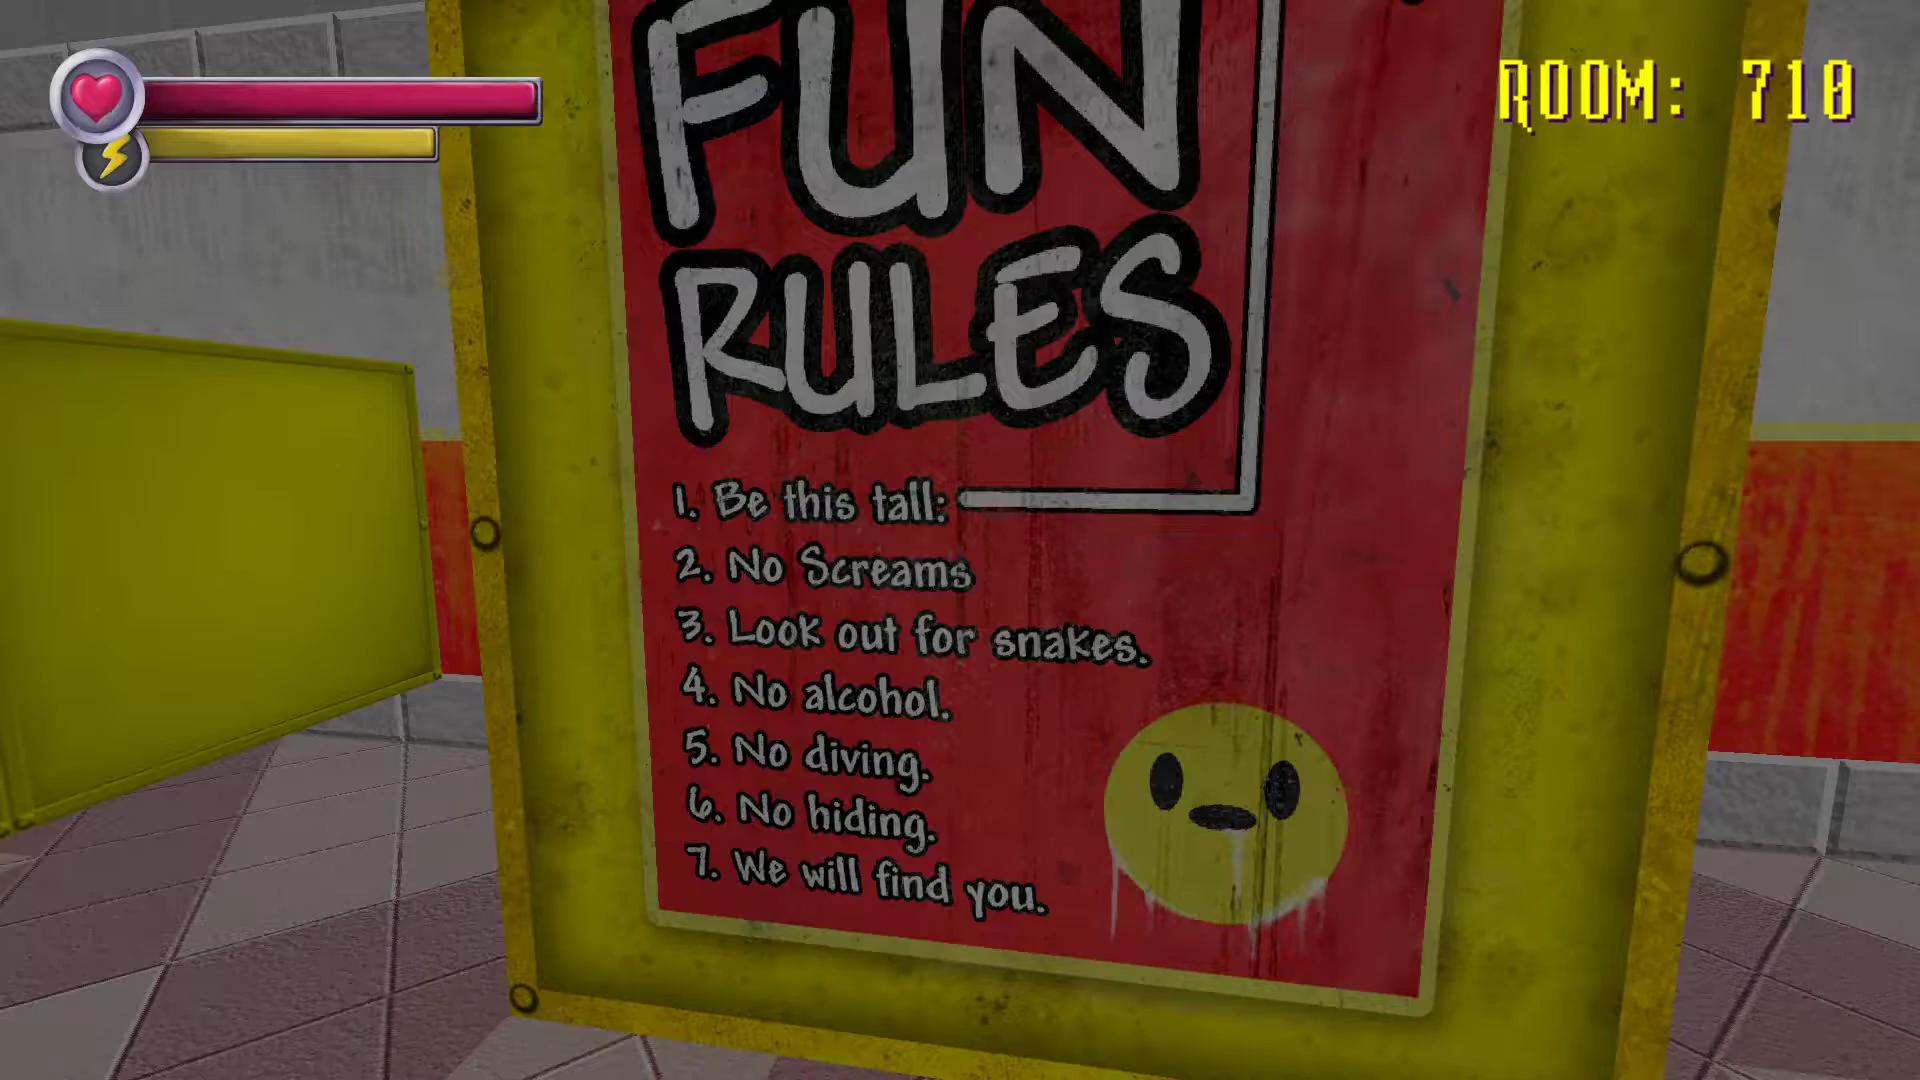 ROOM: 710
FUN
RULES
1. Be this tall:
2. No Screams
3. Look out for snakes.
4. No alcohol.
5. No diving.
6. No hiding.
7. We will find you.